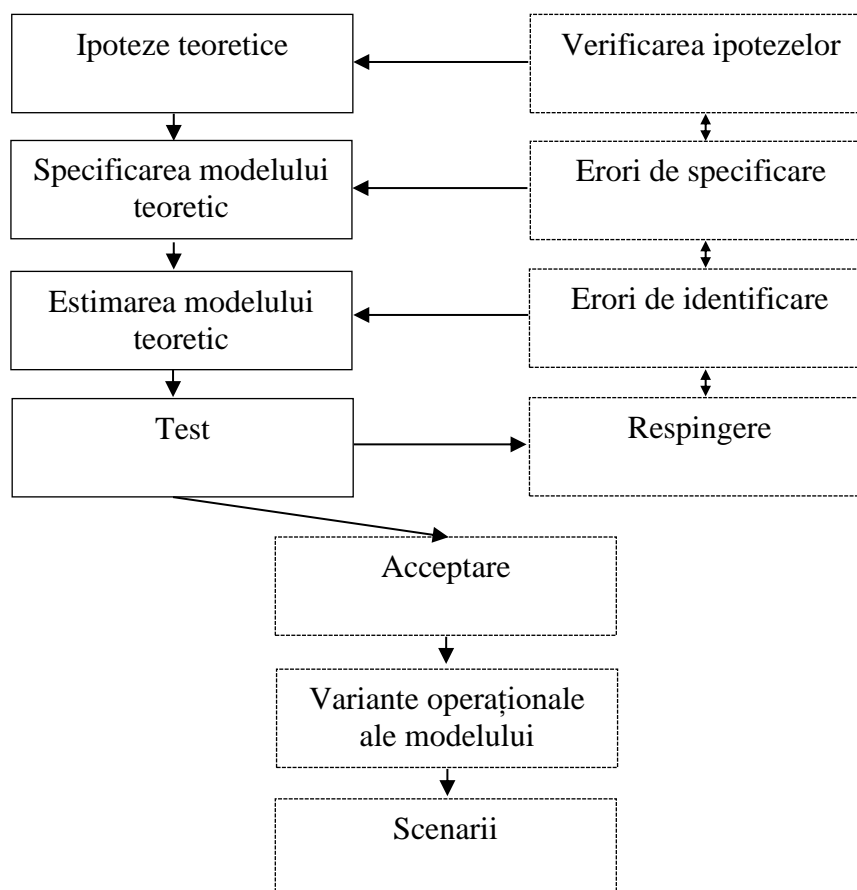 Ipoteze teoretice
Verificarea ipotezelor
Specificarea modelului
teoretic
Erori de specificare
Estimarea modelului
teoretic
Erori de identificare
Test
Respingere
Acceptare
Variante operaționale
ale modelului
Scenarii